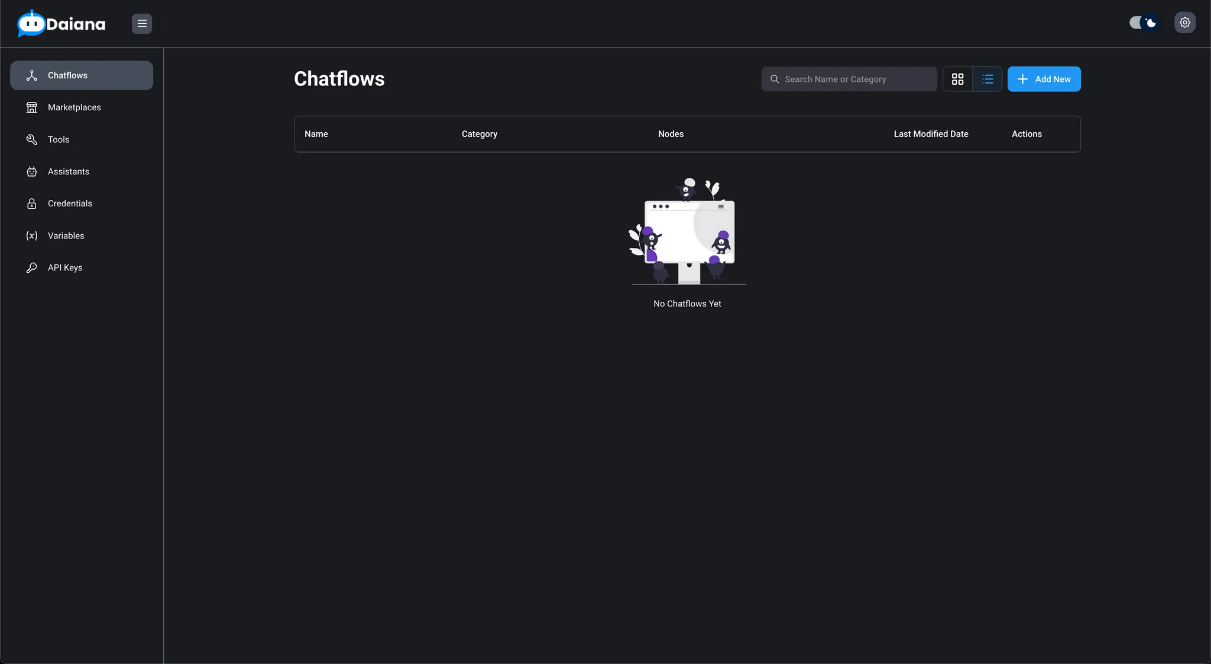 Daiana
Chatflows
Marketplaces
Tools
Assistants
Credentials
(x) Variables
API Keys
Chatflows
Search Name or Category
+ Add New
Name Category Nodes Last Modified Date Actions
No Chatflows Yet